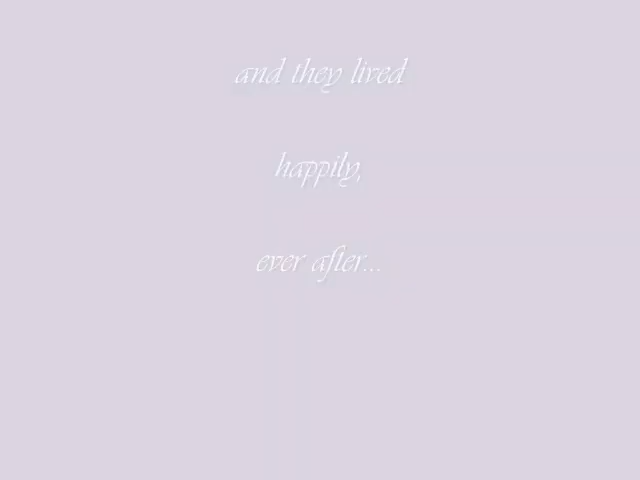 and they lived
happily,
ever after...